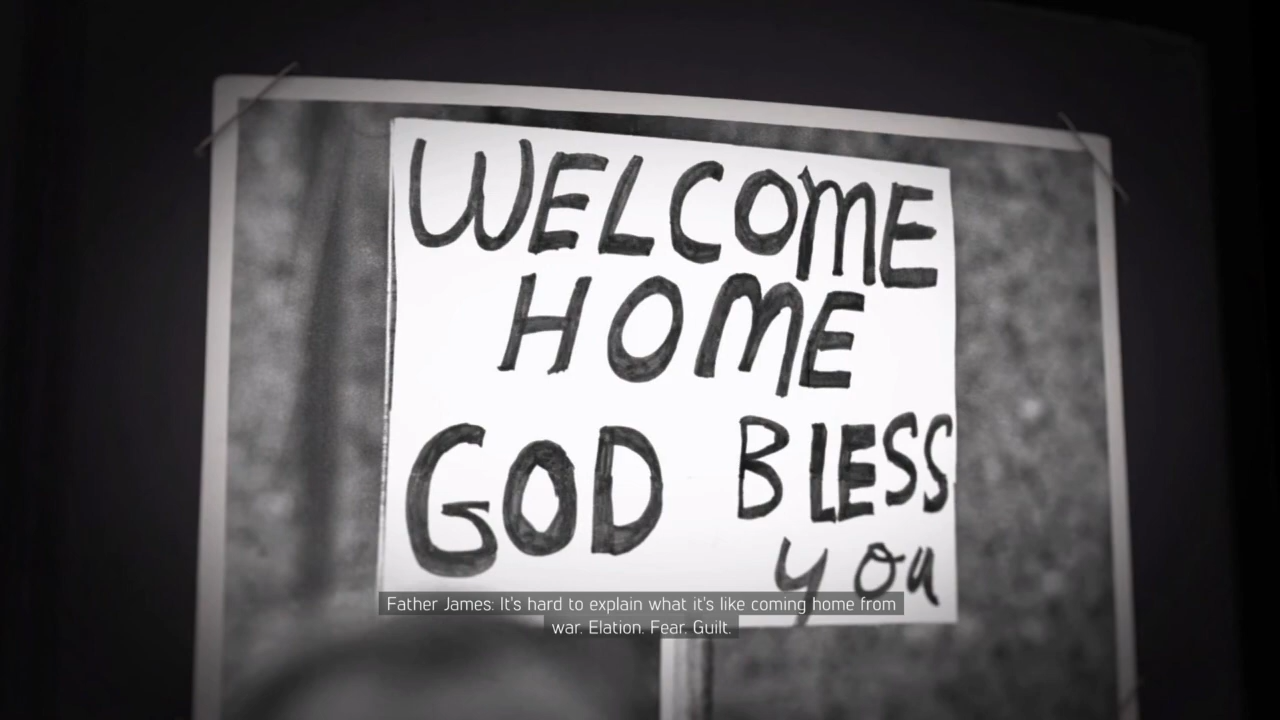 WELCOME
HOME
GOD BLESS
you
Father James: It's hard to explain what it's like coming home from
war. Elation. Fear. Guilt.